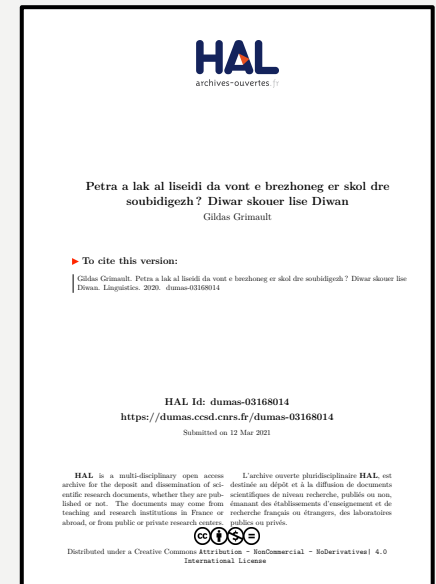 HAL
archives-ouvertes.fr
Petra a lak al liseidi da vont e brezhoneg er skol dre
soubidigezh ? Diwar skouer lise Diwan
Gildas Grimault
▶ To cite this version:
Gildas Grimault. Petra a lak al liseidi da vont e brezhoneg er skol dre soubidigezh ? Diwar skouer lise
Diwan. Linguistics. 2020. dumas-03168014
HAL Id: dumas-03168014
https://dumas.ccsd.cnrs.fr/dumas-03168014
Submitted on 12 Mar 2021
HAL is a multi-disciplinary open access
archive for the deposit and dissemination of sci-
entific research documents, whether they are pub-
lished or not. The documents may come from
teaching and research institutions in France or
abroad, or from public or private research centers.
L'archive ouverte pluridisciplinaire HAL, est
destinée au dépôt et à la diffusion de documents
scientifiques de niveau recherche, publiés ou non,
émanant des établissements d'enseignement et de
recherche français ou étrangers, des laboratoires
publics ou privés.
cc
Distributed under a Creative Commons Attribution - NonCommercial - NoDerivatives| 4.0
International License